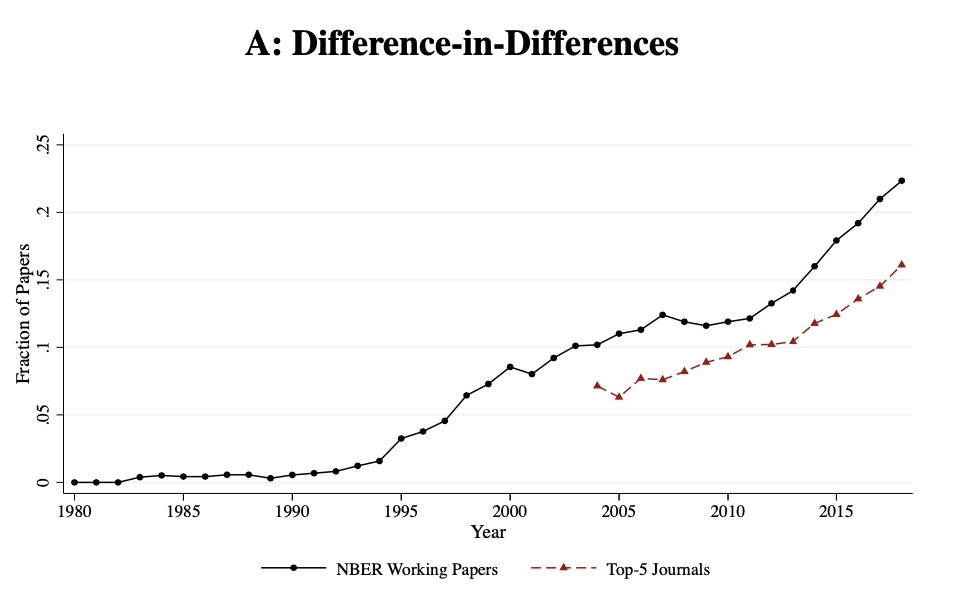 A: Difference-in-Differences
.25
.2
.15
.1
.05
0
Fraction of Papers
1980 1985 1990 1995 2000 2005 2010 2015
Year
NBER Working Papers Top-5 Journals